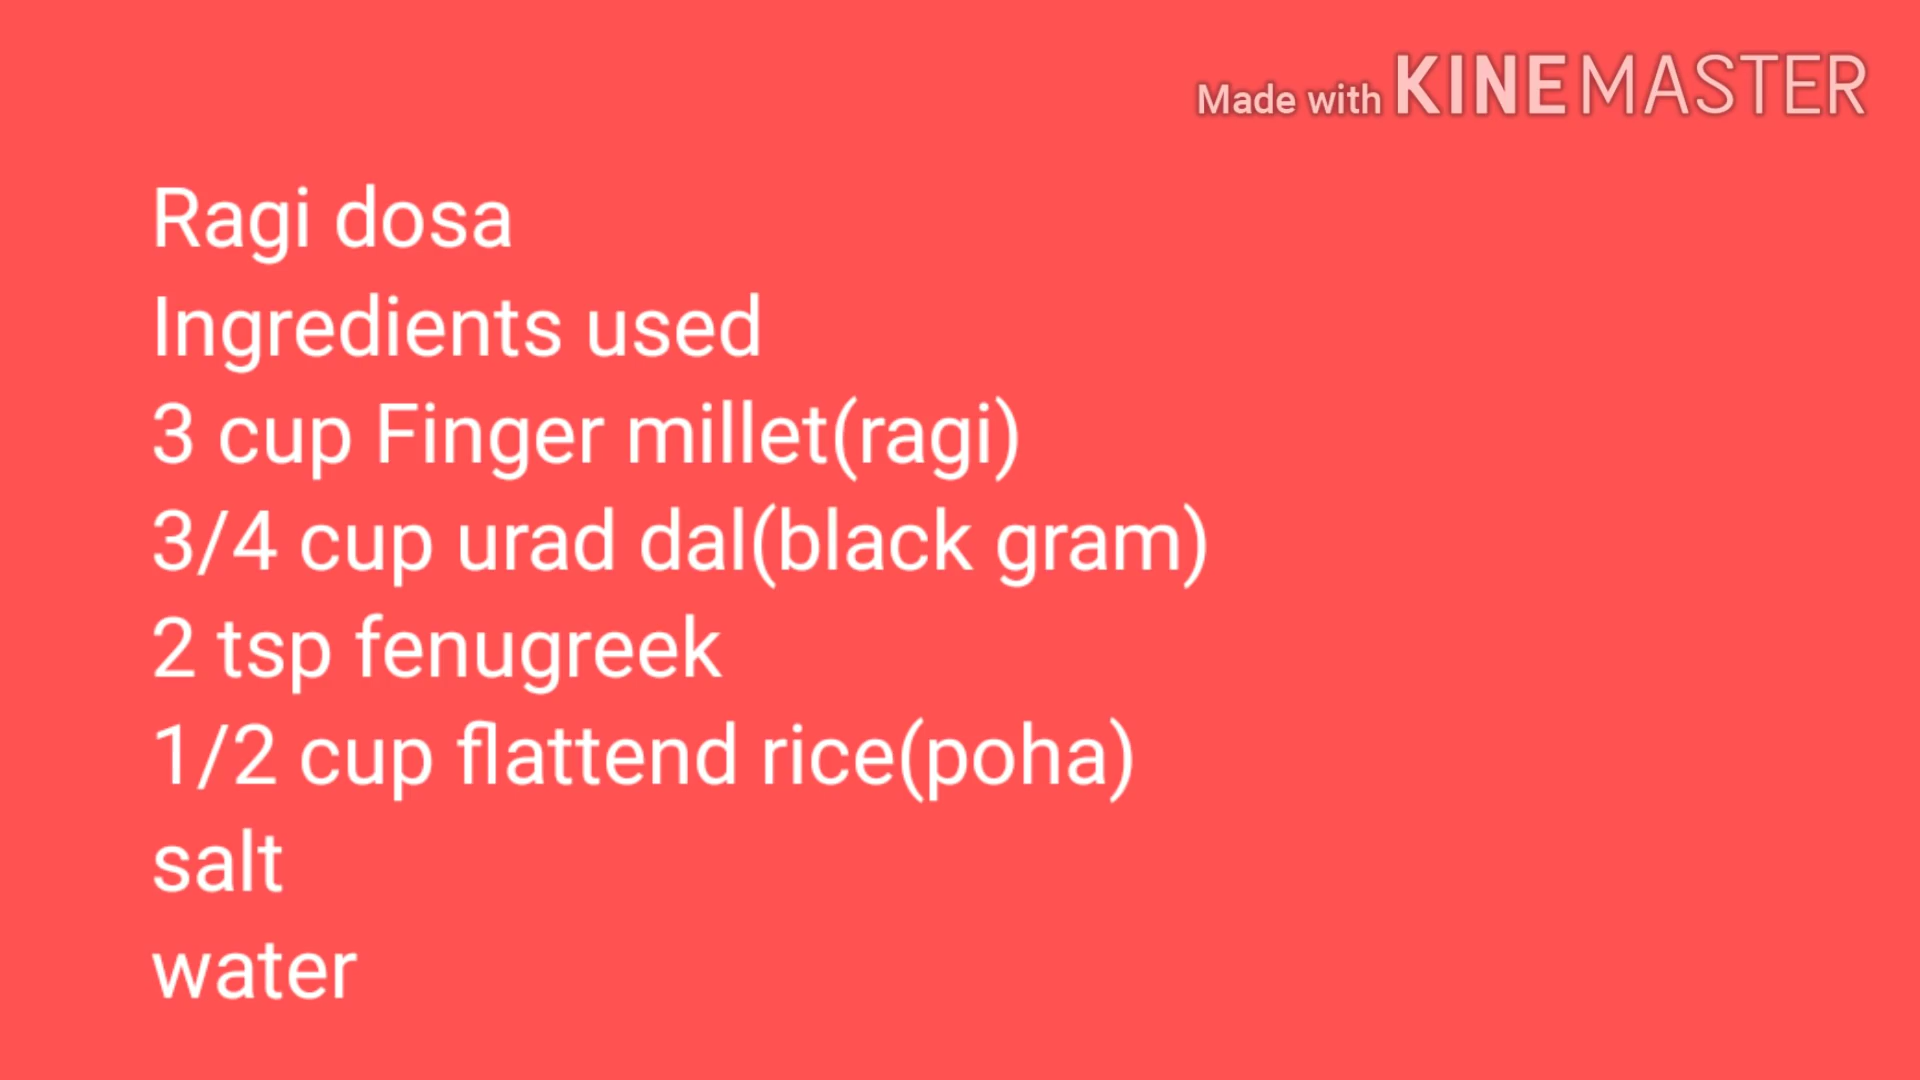 Made with KINEMASTER
Ragi dosa
Ingredients used
3 cup Finger millet(ragi)
3/4 cup urad dal(black gram)
2 tsp fenugreek
1/2 cup flattend rice(poha)
salt
water